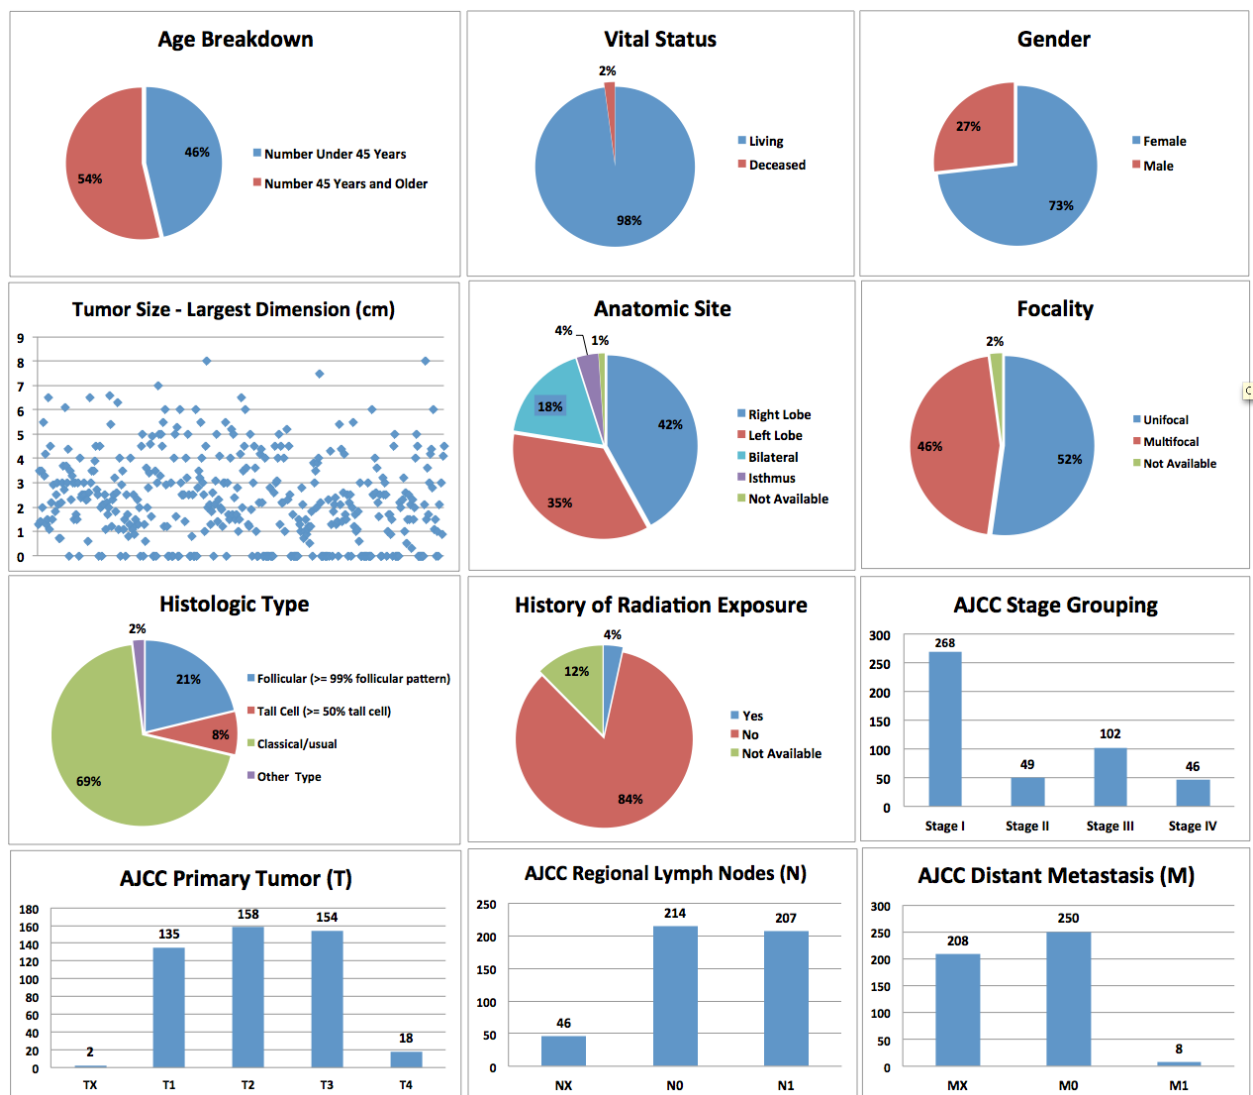 Age Breakdown
46%
54%
Number Under 45 Years
Number 45 Years and Older
Vital Status
2%
98%
Living
Deceased
Gender
27%
73%
Female
Male
Tumor Size - Largest Dimension (cm)
9
8
7
6
5
4
3
2
1
0
Anatomic Site
4%
1%
18%
42%
35%
Right Lobe
Left Lobe
Bilateral
Isthmus
Not Available
Focality
2%
46%
52%
Unifocal
Multifocal
Not Available
Histologic Type
2%
21%
8%
69%
Follicular (>= 99% follicular pattern)
Tall Cell (>= 50% tall cell)
Classical/usual
Other Type
History of Radiation Exposure
4%
12%
84%
Yes
No
Not Available
AJCC Stage Grouping
300
250
200
150
100
50
0
268
49
102
46
Stage I Stage II Stage III Stage IV
AJCC Primary Tumor (T)
180
160
140
120
100
80
60
40
20
0
2
135
158
154
18
TX T1 T2 T3 T4
AJCC Regional Lymph Nodes (N)
250
200
150
100
50
0
46
214
207
NX N0 N1
AJCC Distant Metastasis (M)
300
250
200
150
100
50
0
208
250
8
MX M0 M1